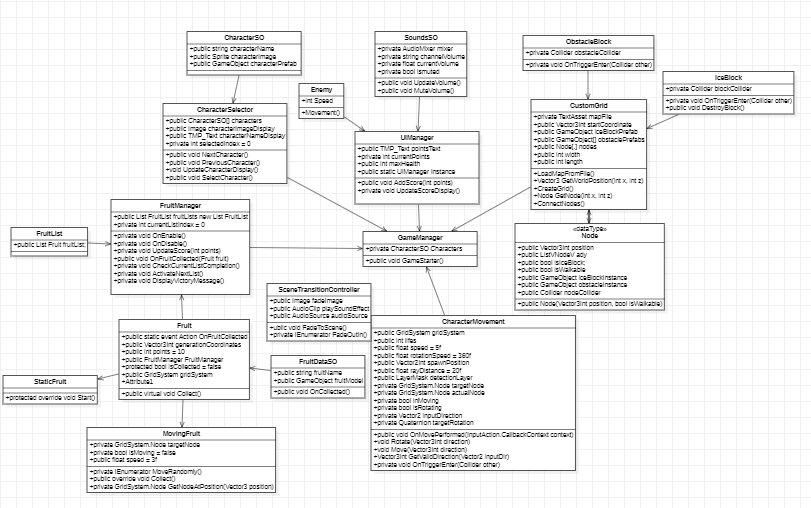 CharacterSO
+public string characterName
+public Sprite characterimage
+public GameObject characterPrefab
SoundsSO
+private AudioMixer mixer
+private string channelVolume
+private float currentVolume
+private bool ismuted
+public void UpdateVolume()
+public void MuteVolume()
ObstacleBlock
+private Collider obstacleCollider
+private void OnTriggerEnter(Collider other)
IceBlock
+private Collider blockCollider
+private void OnTriggerEnter(Collider other)
+public void DestroyBlock()
Enemy
+int Speed
+Movement()
CharacterSelector
+public CharacterSO[] characters
+public Image characterimageDisplay
+public TMP_Text characterNameDisplay
+private int selectedIndex = 0
+public void NextCharacter()
+public void PreviousCharacter()
+void UpdateCharacterDisplay()
+public void SelectCharacter()
UIManager
+public TMP_Text pointsText
+private int currentPoints
+public int maxHealth
+public static UIManager Instance
+public void AddScore(int points)
+private void UpdateScoreDisplay()
CustomGrid
+private TextAsset mapFile
+public Vector3Int startCoordinate
+public GameObject iceBlockPrefab
+public GameObject[] obstaclePrefabs
+public Node[,] nodes
+public int width
+public int length
+LoadMapFromFile()
+Vector3 GetWorldPosition(int x, int z)
+CreateGrid()
+Node GetNode(int x, int z)
+ConnectNodes()
FruitManager
+public List FruitList fruitLists new List FruitList
+private int currentListIndex = 0
+private void OnEnable()
+private void OnDisable()
+private void UpdateScore(int points)
+public void OnFruitCollected(Fruit fruit)
+private void CheckCurrentListCompletion()
+private void ActivateNextList()
+private void DisplayVictoryMessage()
FruitList
+public List Fruit fruitList;
GameManager
+private CharacterSO Characters
+public void GameStarter()
«dataType»
Node
+public Vector3Int position
+public List\/NodeV ady
+public bool isIceBlock;
+public bool isWalkable
+public GameObject iceBlockInstance
+public GameObject obstacleInstance
+public Collider nodeCollider
+public Node(Vector3Int position, bool isWalkable)
SceneTransitionController
+public Image fadeImage
+public AudioClip playSoundSource
+public AudioSource audioSource
+public void FadeToScene()
+private IEnumerator FadeOutIn()
CharacterMovement
+public GridSystem gridSystem
+public int lifes
+public float speed = 5f
+public float rotationSpeed = 360f
+public Vector2Int spawnPosition
+public float rayDistance = 20f
+public LayerMask detectionLayer
+private GridSystem.Node targetNode
+private GridSystem.Node actualNode
+private bool inMoving
+private bool isRotating
+private Vector2 inputDirection
+private Quaternion targetRotation
+public void OnMovePerformed(InputAction.CallbackContext context)
+void Rotate(Vector3Int direction)
+void Move(Vector3Int direction)
+Vector3Int GetValidDirection(Vector2 inputDir)
+private void OnTriggerEnter(Collider other)
Fruit
+public static event Action OnFruitCollected
+public Vector3Int generationCoordinates
+public int points = 10
+public FruitManager FruitManager
+protected bool isCollected = false
+public GridSystem gridSystem
+Attribute1
+public virtual void Collect()
FruitDataSO
+public string fruitName
+public GameObject fruitModel
+public void OnCollected()
StaticFruit
+protected override void Start()
MovingFruit
+private GridSystem.Node targetNode
+private bool isMoving = false
+public float speed = 3f
+private IEnumerator MoveRandomly()
+public override void Collect()
+private GridSystem.Node GetNodeAtPosition(Vector3 position)